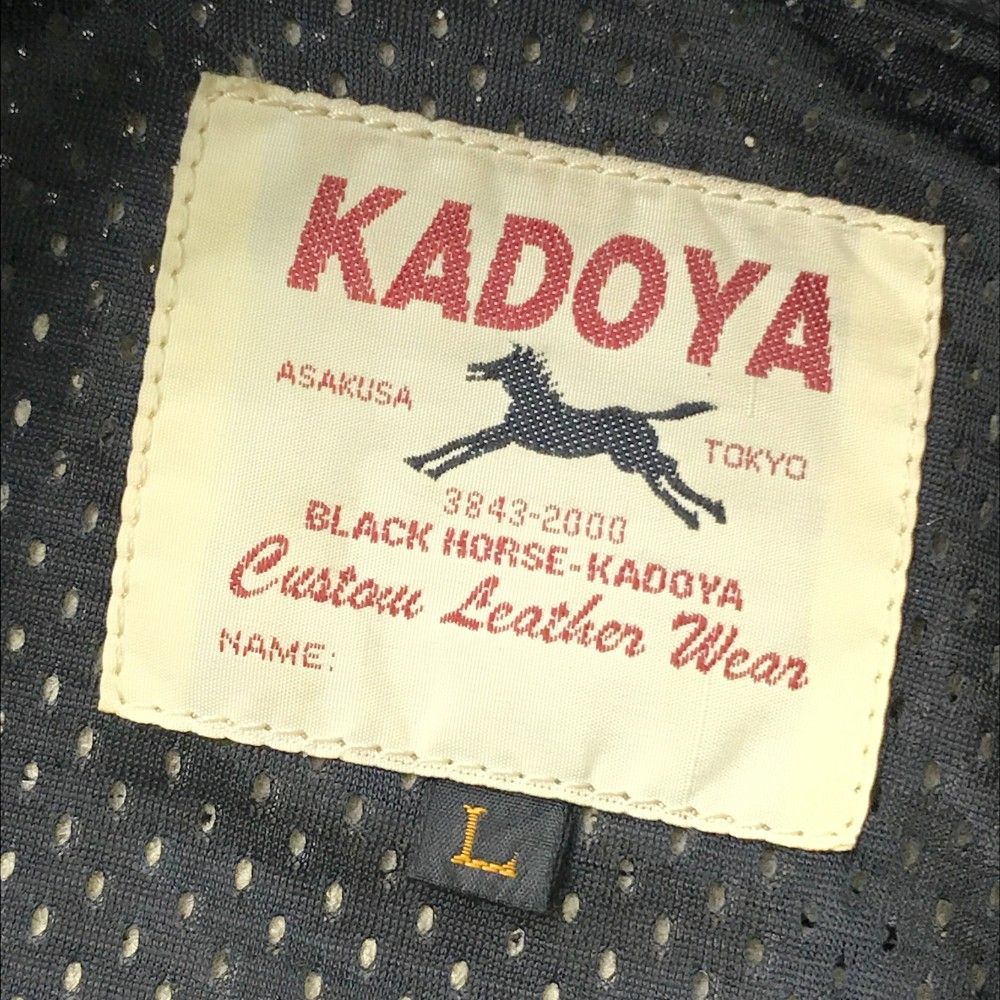 KADOYA
ASAKUSA
TOKYO
3843-2000
BLACK HORSE-KADOYA
Custom Leather Wear
NAME:
L